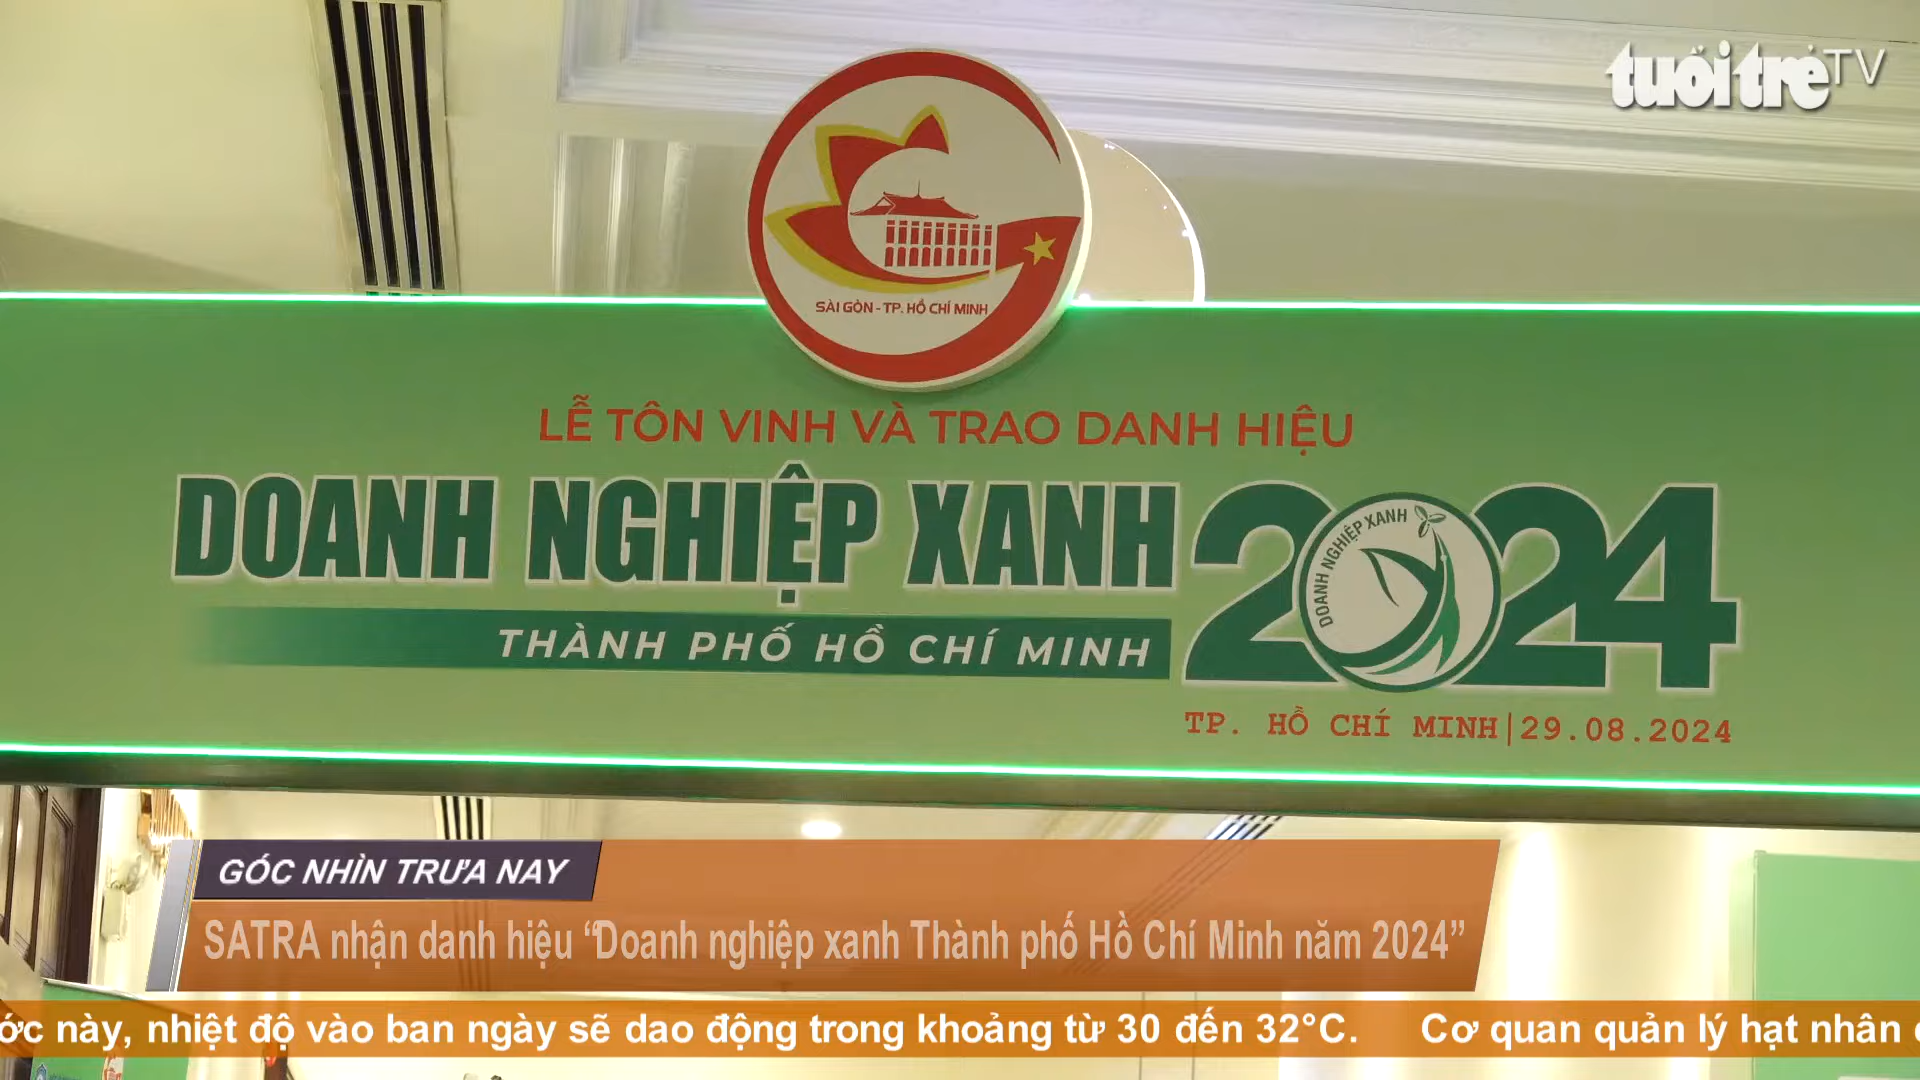 tuổi trẻ TV
SÀI GÒN - TP. HỒ CHÍ MINH
LỄ TÔN VINH VÀ TRAO DANH HIỆU
DOANH NGHIỆP XANH 2024
DOANH NGHIỆP XANH
THÀNH PHỐ HỒ CHÍ MINH
TP. HỒ CHÍ MINH|29.08.2024
GÓC NHÌN TRƯA NAY
SATRA nhận danh hiệu “Doanh nghiệp xanh Thành phố Hồ Chí Minh năm 2024”
này, nhiệt độ vào ban ngày sẽ dao động trong khoảng từ 30 đến 32°C. Cơ quan quản lý hạt nhân